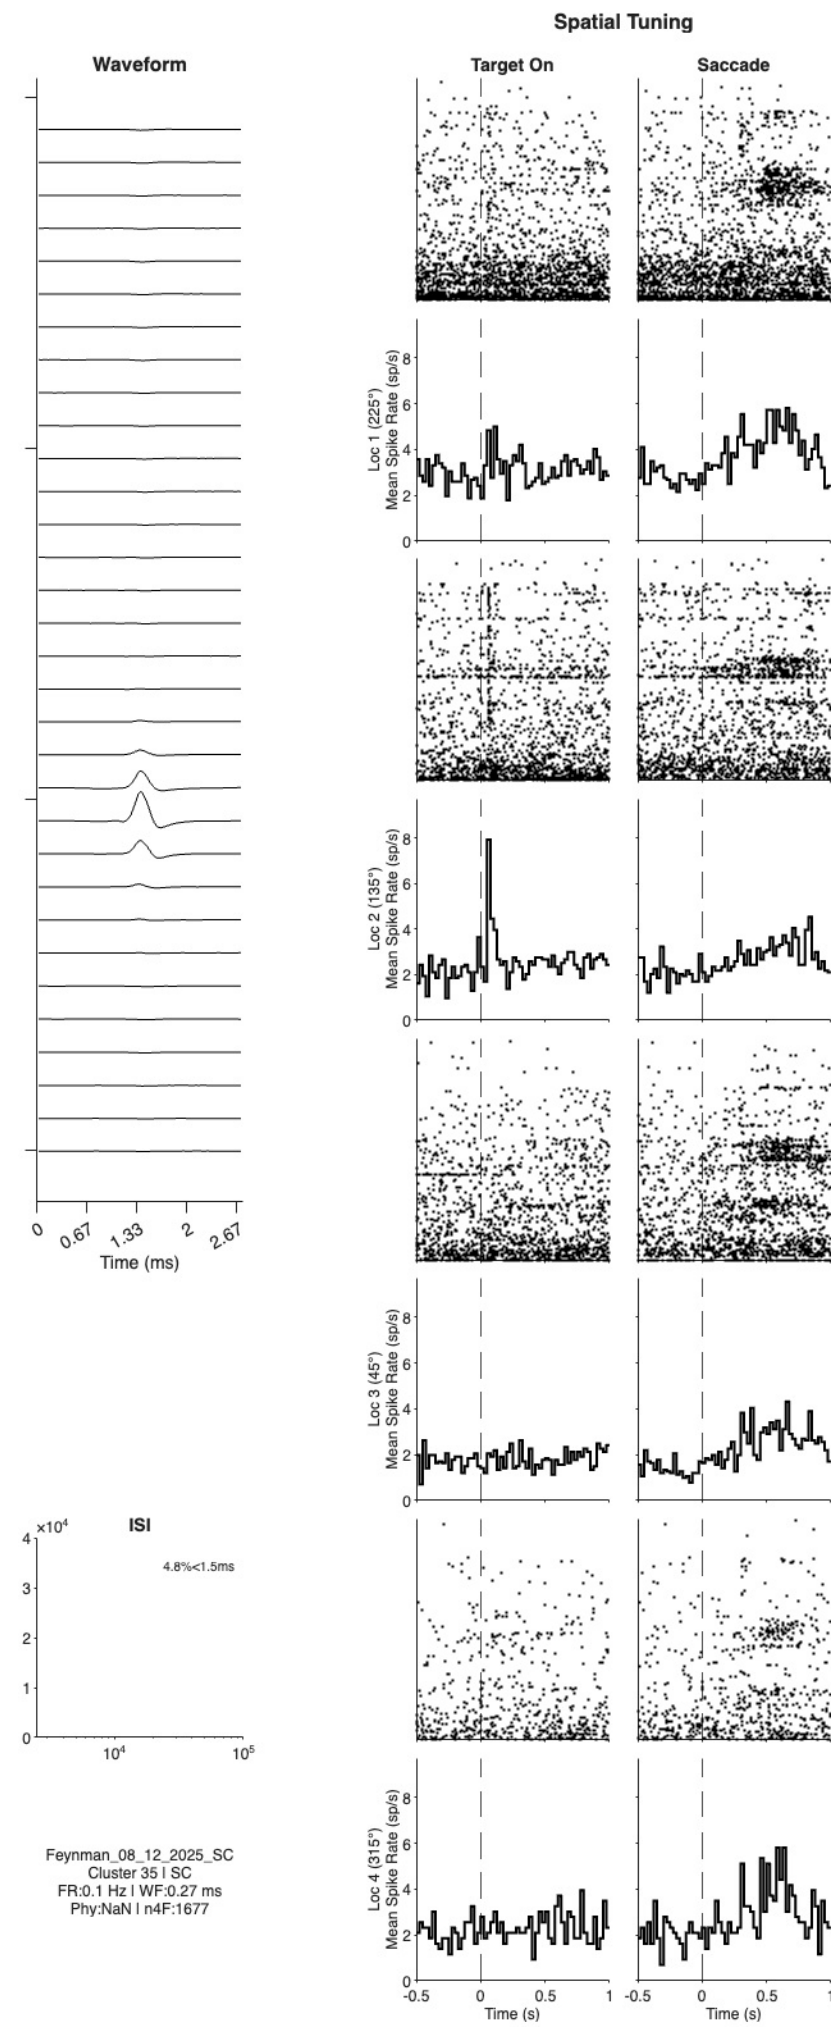 Spatial Tuning
Waveform
Target On
Saccade
0
0.67
1.33
2
2.67
Time (ms)
8
6
4
2
0
Loc 1 (225°)
Mean Spike Rate (sp/s)
8
6
4
2
0
Loc 2 (135°)
Mean Spike Rate (sp/s)
8
6
4
2
0
Loc 3 (45°)
Mean Spike Rate (sp/s)
8
6
4
2
0
Loc 4 (315°)
Mean Spike Rate (sp/s)
-0.5 0 0.5 1
Time (s)
-0.5 0 0.5 1
Time (s)
×10⁴
ISI
4.8%<1.5ms
4
3
2
1
0
10⁴ 10⁵
Feynman_08_12_2025_SC
Cluster 35 | SC
FR:0.1 Hz | WF:0.27 ms
Phy:NaN | n4F:1677